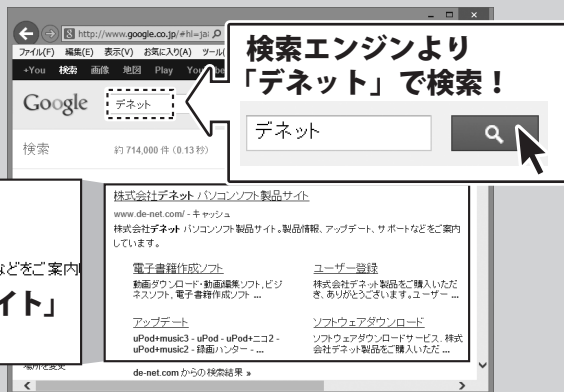 http://www.google.co.jp/#hl=ja
ファイル(F) 編集(E) 表示(V) お気に入り(A) ツール(
+You 検索 画像 地図 Play
検索エンジンより
「デネット」で検索！
Google デネット
デネット
検索 約 714,000 件 (0.13 秒)
株式会社デネット パソコンソフト製品サイト
www.de-net.com/ - キャッシュ
株式会社デネット パソコンソフト製品サイト。製品情報、アップデート、サポートなどをご案内
しています。
などをご案内
イト」
電子書籍作成ソフト
動画ダウンロード・動画編集ソフト,ビジ
ネスソフト, 電子書籍作成ソフト ...
ユーザー登録
株式会社デネット製品をご購入いただ
き、ありがとうございます。ユーザー ...
アップデート
uPod+music3 - uPod - uPod+ニコ2 -
uPod+music2 - 録画ハンター - ...
ソフトウェアダウンロード
ソフトウェアダウンロードサービス、株式
会社デネット製品をご購入いただ ...
場所を変更
de-net.com からの検索結果 »